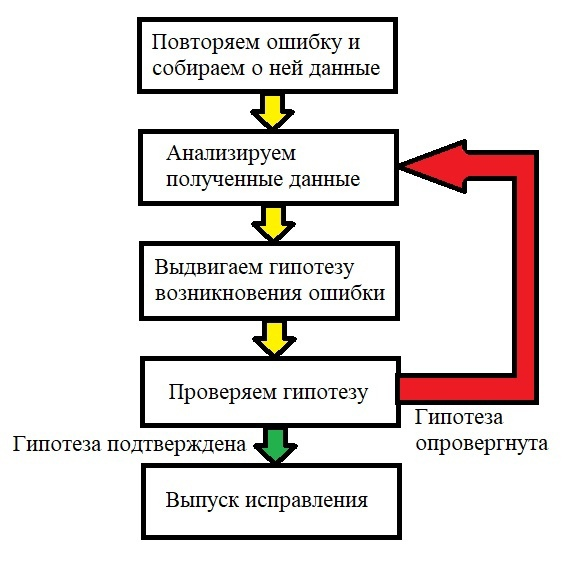 Повторяем ошибку и
собираем о ней данные
Анализируем
полученные данные
Выдвигаем гипотезу
возникновения ошибки
Проверяем гипотезу
Гипотеза
опровергнута
Гипотеза подтверждена
Выпуск исправления